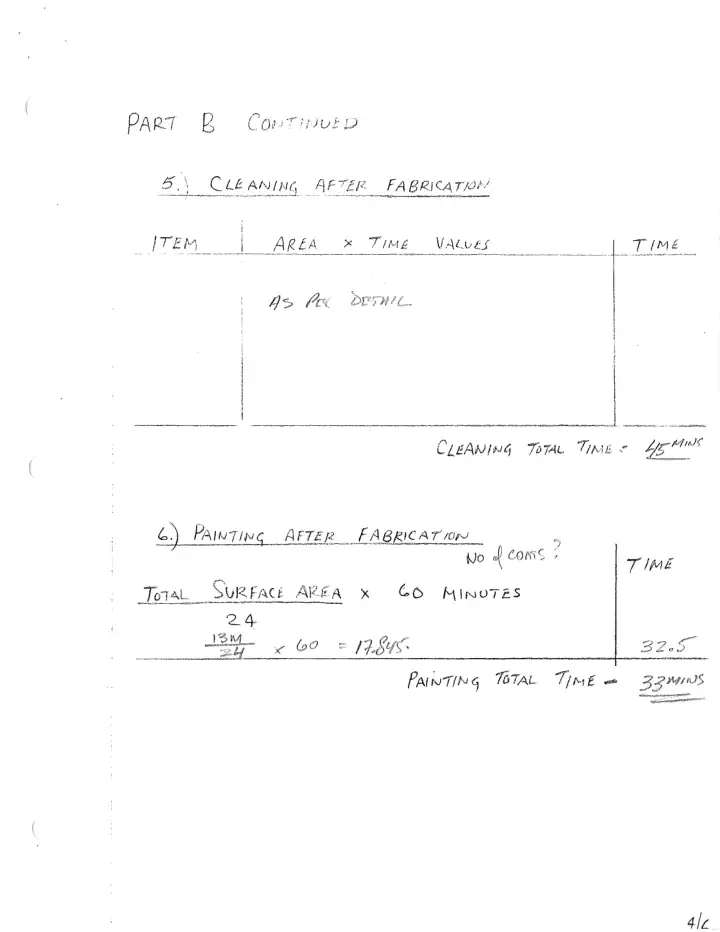 PART B CONTINUED
5.) CLEANING AFTER FABRICATION
ITEM AREA × TIME VALUES TIME
AS PER DETAIL
CLEANING TOTAL TIME = 45 MINS
6.) PAINTING AFTER FABRICATION
No of COATS ?
TIME
TOTAL SURFACE AREA × 60 MINUTES
24
13M
24 × 60 = 17.845. 32.5
PAINTING TOTAL TIME = 33 MINS